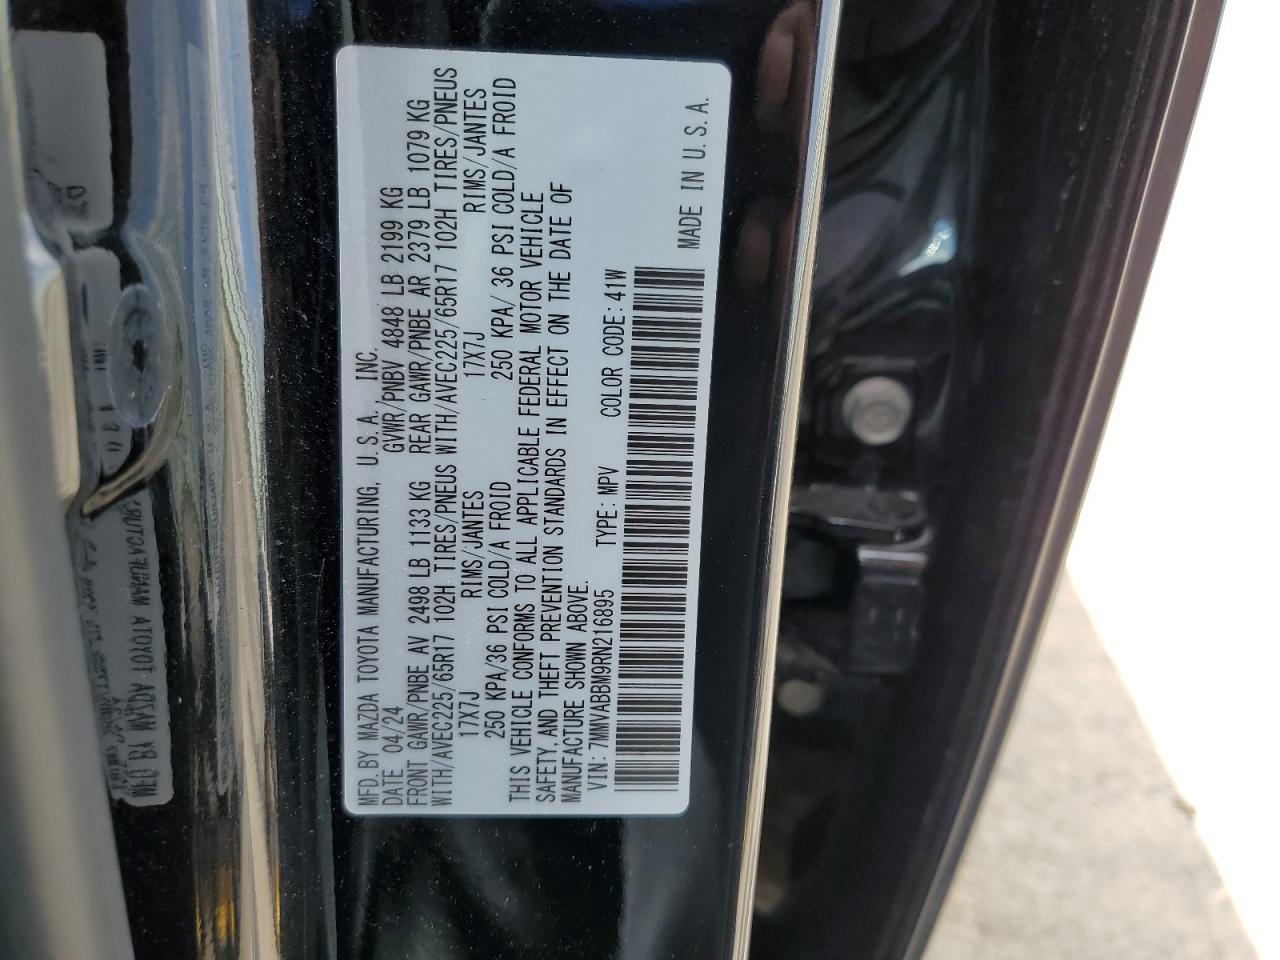 MFD. BY MAZDA TOYOTA MANUFACTURING, U.S.A. INC.
DATE 04/24 GVWR/PNBV 4848 LB 2199 KG
FRONT GAWR/PNBE AV 2498 LB 1133 KG REAR GAWR/PNBE AR 2379 LB 1079 KG
WITH/AVEC225/65R17 102H TIRES/PNEUS WITH/AVEC225/65R17 102H TIRES/PNEUS
17X7J RIMS/JANTES 17X7J RIMS/JANTES
250 KPA/36 PSI COLD/A FROID 250 KPA/ 36 PSI COLD/A FROID
THIS VEHICLE CONFORMS TO ALL APPLICABLE FEDERAL MOTOR VEHICLE
SAFETY, AND THEFT PREVENTION STANDARDS IN EFFECT ON THE DATE OF
MANUFACTURE SHOWN ABOVE.
VIN: 7MMVABBM9RN216895 TYPE: MPV COLOR CODE: 41W
MADE IN U.S.A.